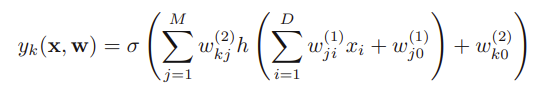 $y_k(\mathbf{x}, \mathbf{w}) = \sigma \left( \sum_{j=1}^{M} w_{kj}^{(2)} h \left( \sum_{i=1}^{D} w_{ji}^{(1)} x_i + w_{j0}^{(1)} \right) + w_{k0}^{(2)} \right)$